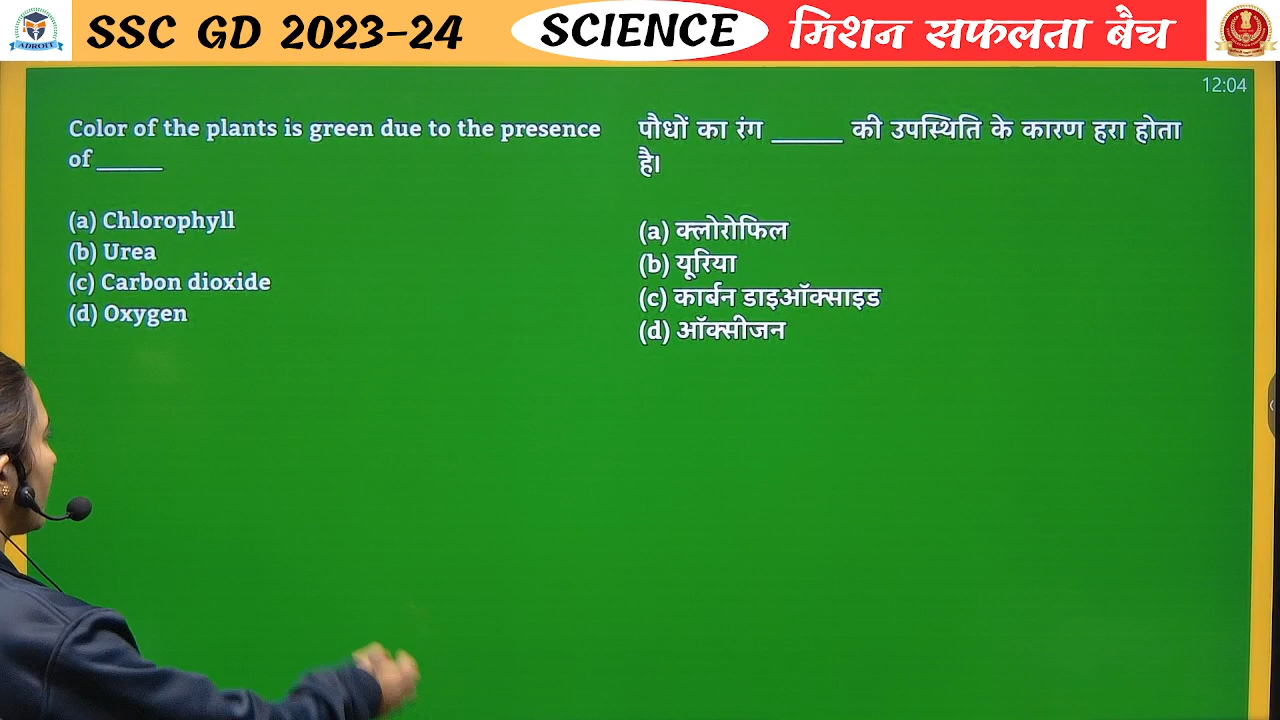 SSC GD 2023-24
SCIENCE
मिशन सफलता बैच
ADROIT
12:04
Color of the plants is green due to the presence
of ______
(a) Chlorophyll
(b) Urea
(c) Carbon dioxide
(d) Oxygen
पौधों का रंग ______ की उपस्थिति के कारण हरा होता
है।
(a) क्लोरोफिल
(b) यूरिया
(c) कार्बन डाइऑक्साइड
(d) ऑक्सीजन